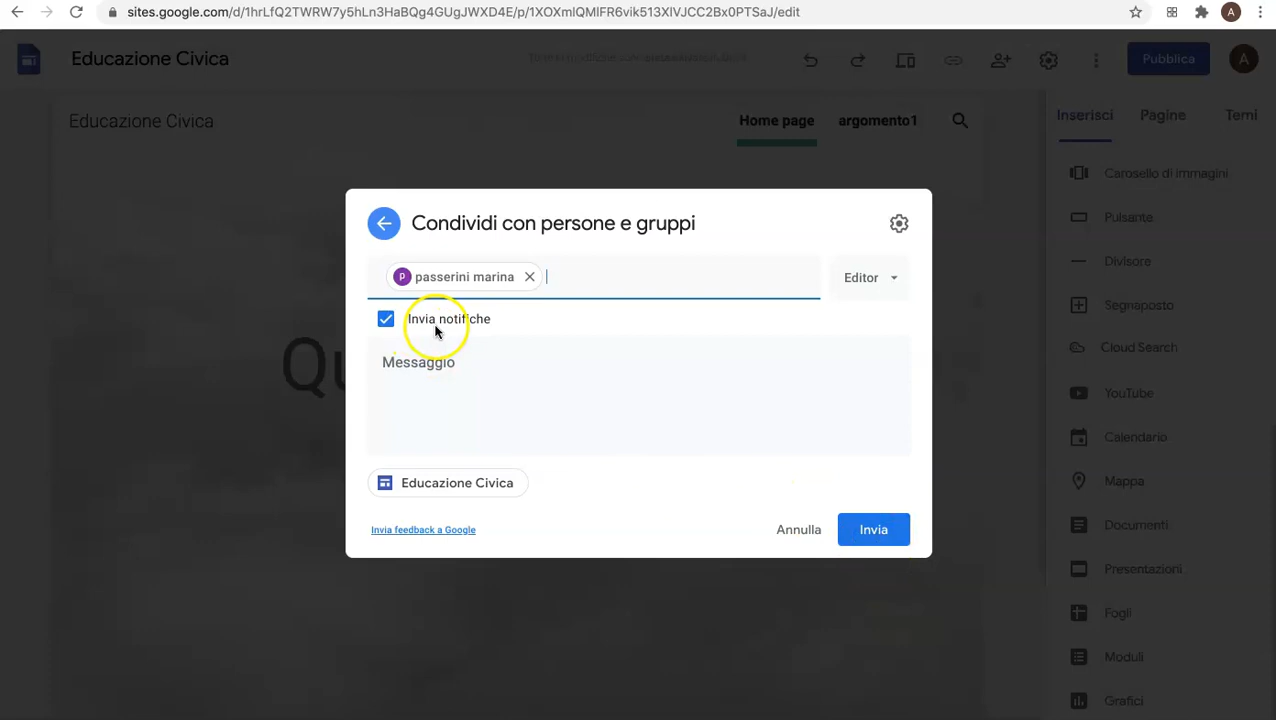 sites.google.com/d/1hrLfQ2TWRW7y5hLn3HaBQg4GUgJWXD4E/p/1XOXmlQMlFR6vik513XlVJCC2Bx0PTSaJ/edit
A
Educazione Civica
Pubblica
A
Educazione Civica
Home page
argomento1
Inserisci
Pagine
Temi
Carosello di immagini
Pulsante
Divisore
Segnaposto
Cloud Search
YouTube
Calendario
Mappa
Documenti
Presentazioni
Fogli
Moduli
Grafici
Qu
Condividi con persone e gruppi
P passerini marina
Editor
Invia notifiche
Messaggio
Educazione Civica
Invia feedback a Google
Annulla
Invia